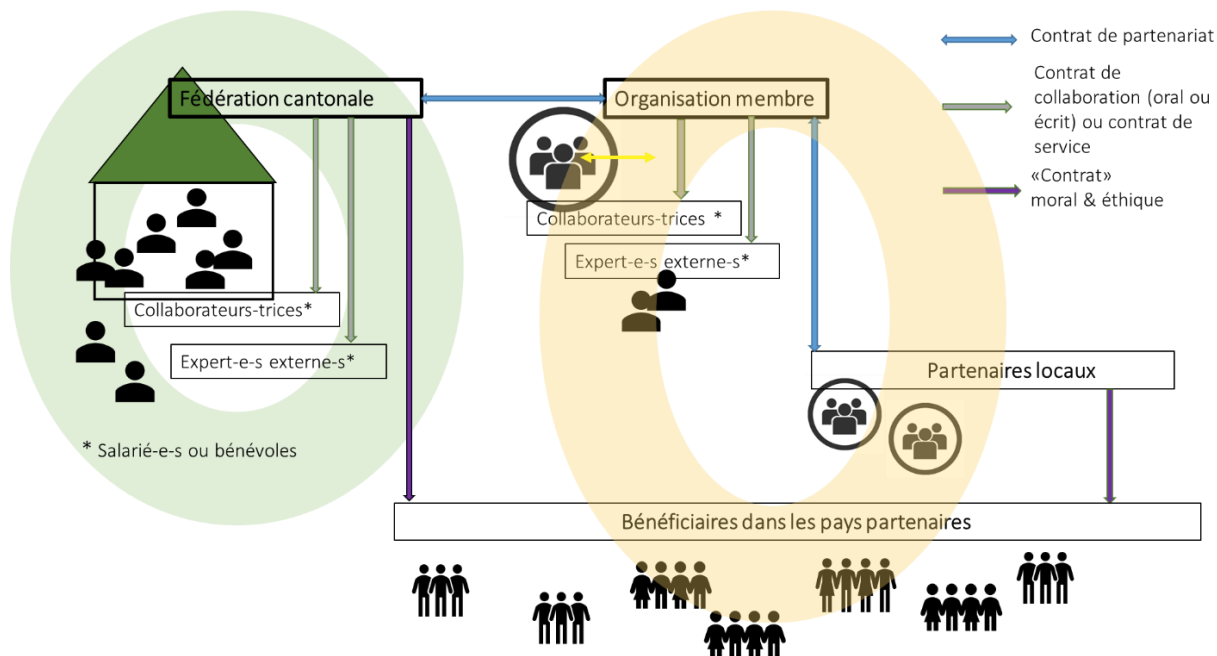 Fédération cantonale
Organisation membre
Contrat de partenariat
Contrat de
collaboration (oral ou
écrit) ou contrat de
service
«Contrat»
moral & éthique
Collaborateurs-trices *
Expert-e-s externe-s*
Collaborateurs-trices*
Expert-e-s externe-s*
Partenaires locaux
* Salarié-e-s ou bénévoles
Bénéficiaires dans les pays partenaires